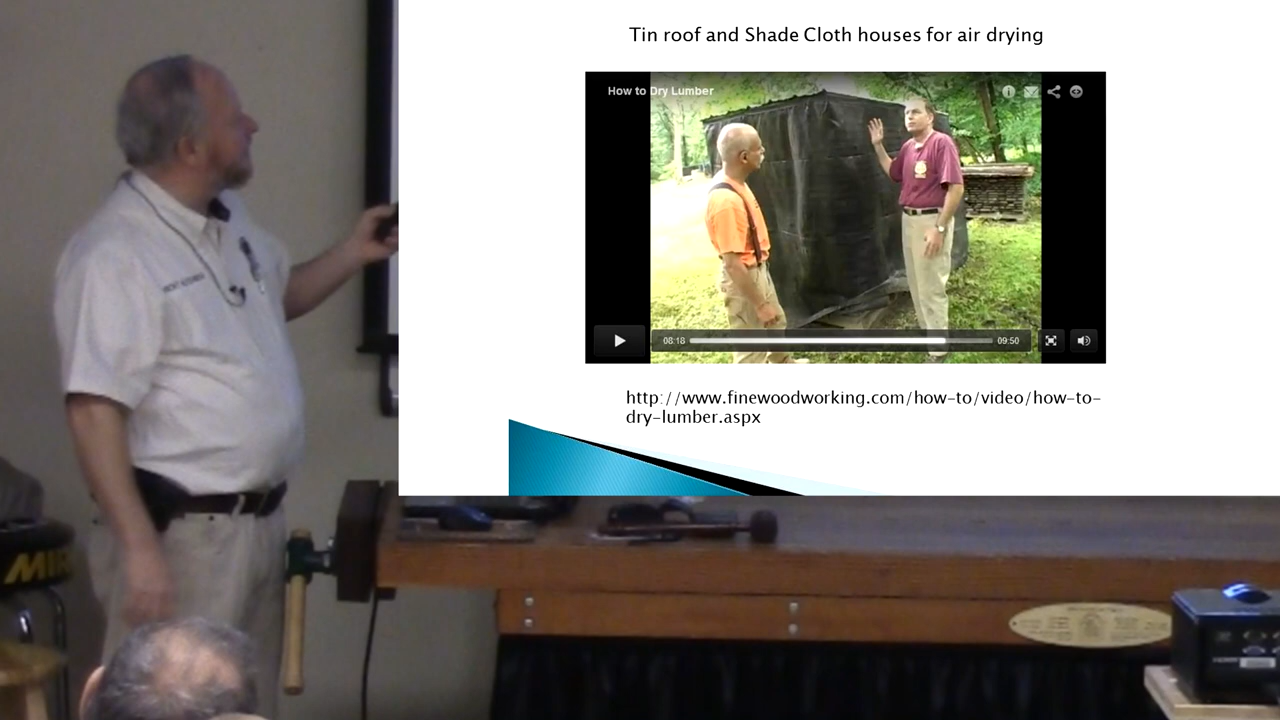 Tin roof and Shade Cloth houses for air drying
How to Dry Lumber
08:18
09:50
http://www.finewoodworking.com/how-to/video/how-to-
dry-lumber.aspx